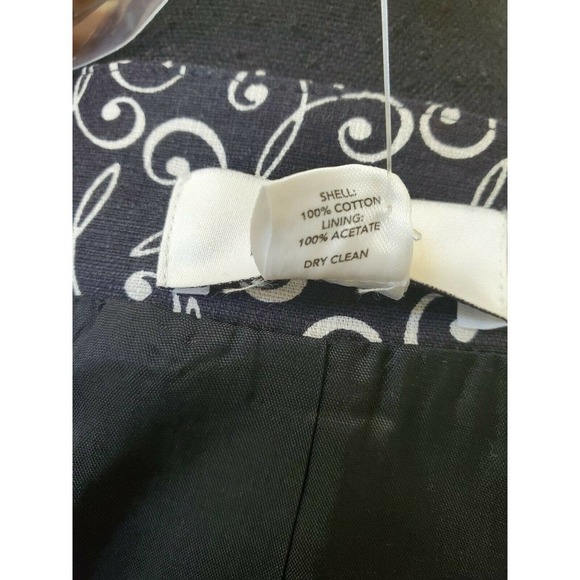 SHELL:
100% COTTON
LINING:
100% ACETATE
DRY CLEAN